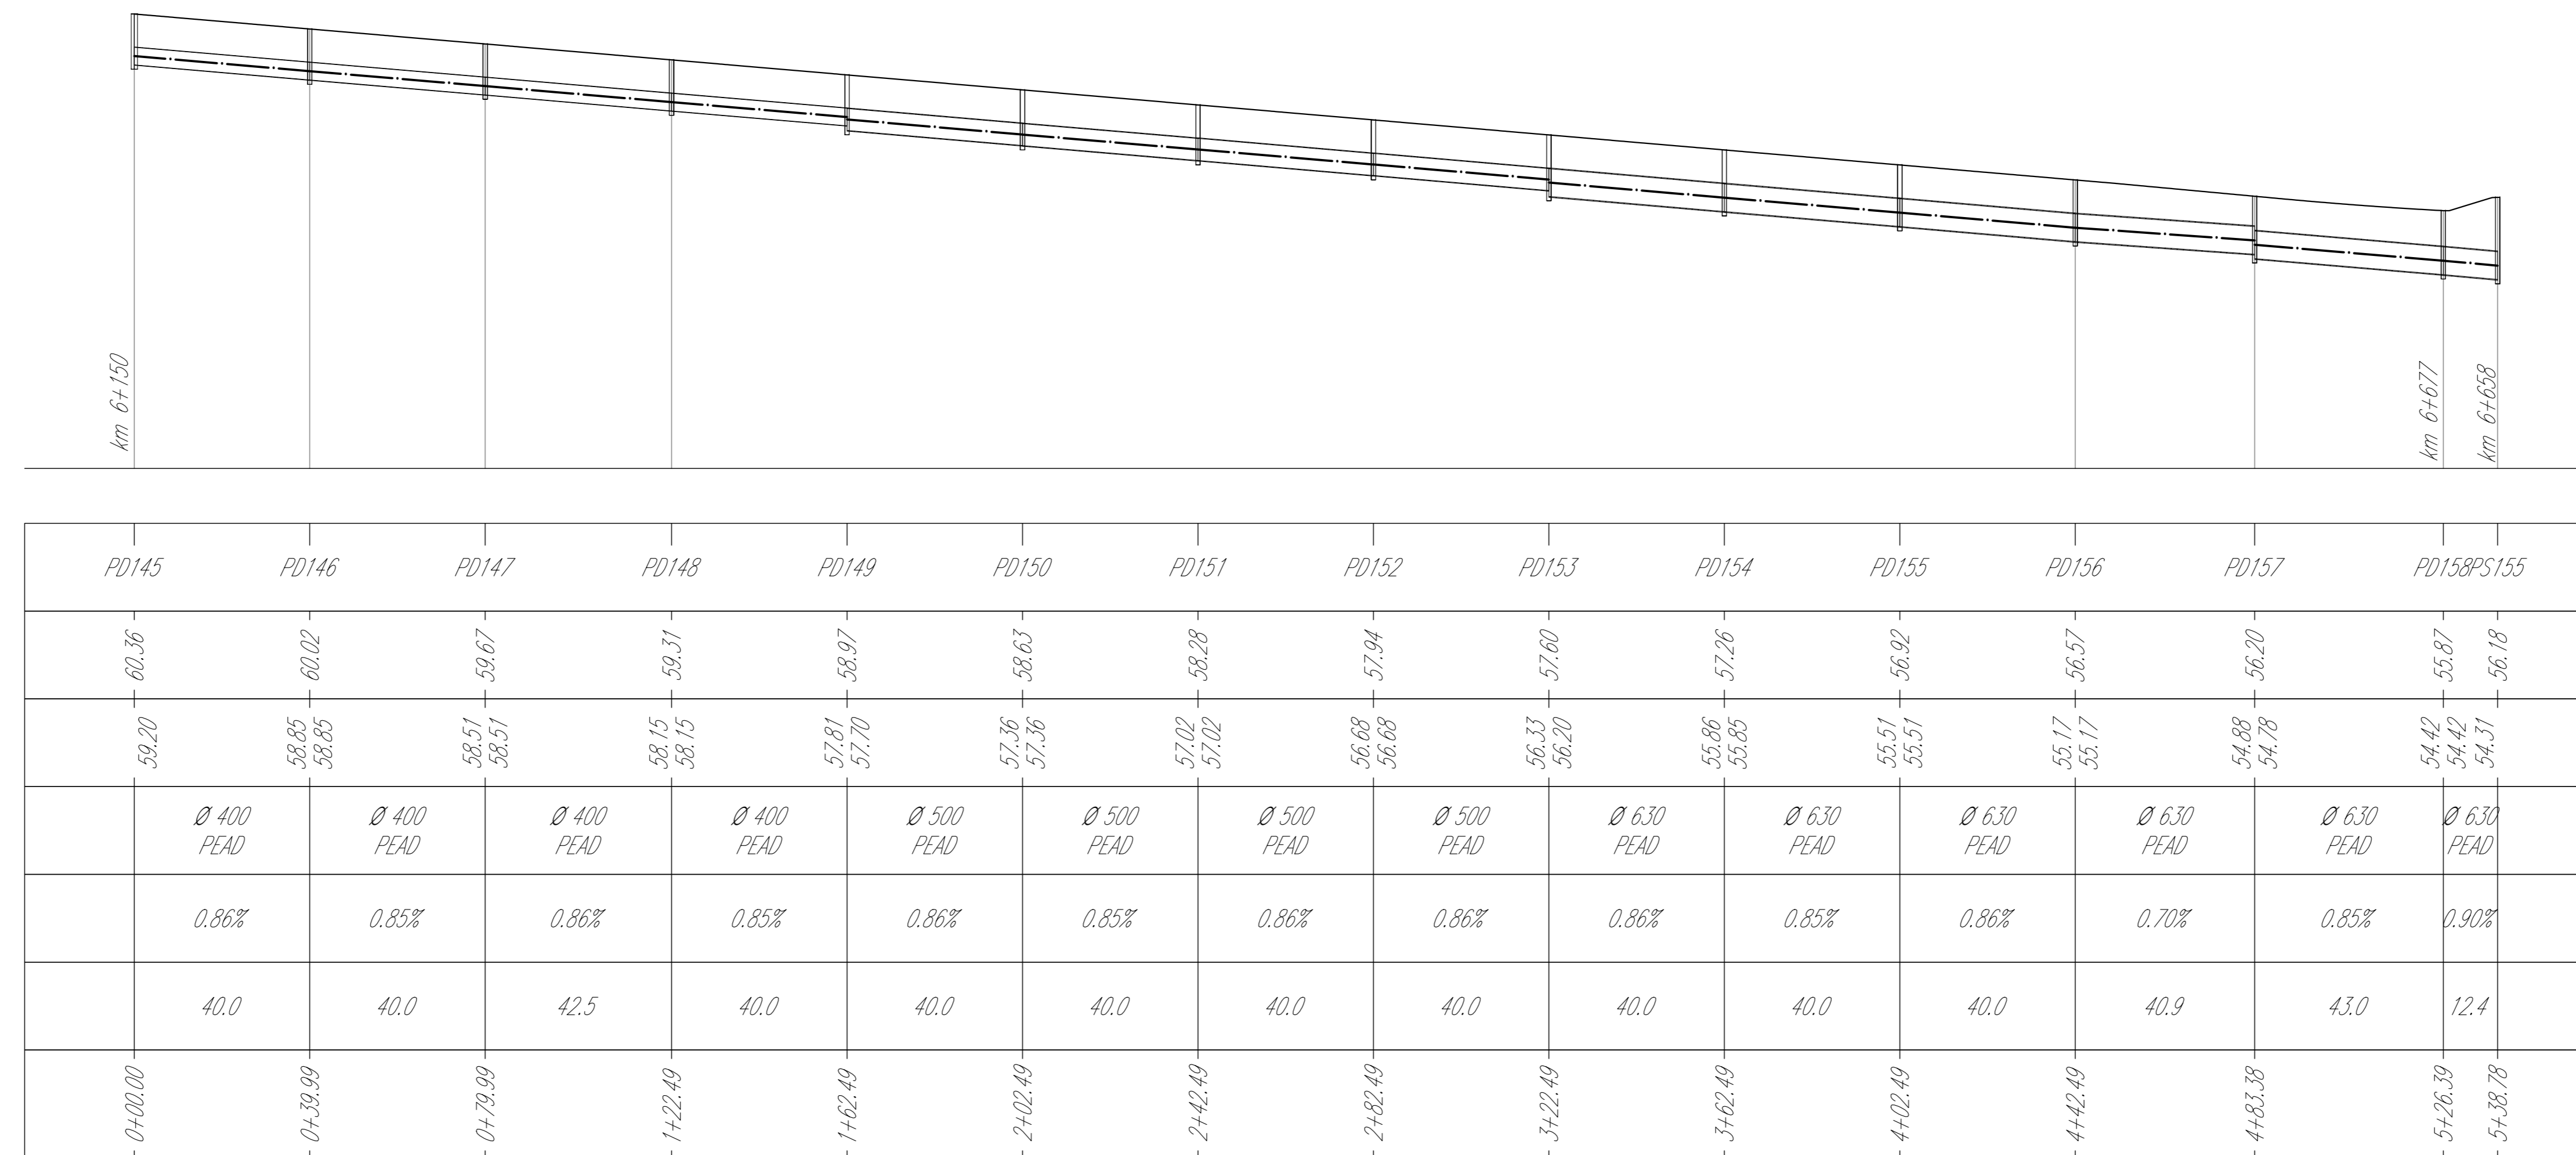 km 6+150
km 6+677
km 6+658
PD145 PD146 PD147 PD148 PD149 PD150 PD151 PD152 PD153 PD154 PD155 PD156 PD157 PD158 PS155
60.36 60.02 59.67 59.31 58.97 58.63 58.28 57.94 57.60 57.26 56.92 56.57 56.20 55.87 56.18
59.20 58.85 58.85 58.51 58.51 58.15 58.15 57.81 57.70 57.36 57.36 57.02 57.02 56.68 56.68 56.33 56.20 55.86 55.85 55.51 55.51 55.17 55.17 54.88 54.78 54.42 54.42 54.31
Ø 400 Ø 400 Ø 400 Ø 400 Ø 500 Ø 500 Ø 500 Ø 500 Ø 630 Ø 630 Ø 630 Ø 630 Ø 630 Ø 630
PEAD PEAD PEAD PEAD PEAD PEAD PEAD PEAD PEAD PEAD PEAD PEAD PEAD PEAD
0.86% 0.85% 0.86% 0.85% 0.86% 0.85% 0.86% 0.86% 0.86% 0.85% 0.86% 0.70% 0.85% 0.90%
40.0 40.0 42.5 40.0 40.0 40.0 40.0 40.0 40.0 40.0 40.0 40.9 43.0 12.4
0+00.00 0+39.99 0+79.99 1+22.49 1+62.49 2+02.49 2+42.49 2+82.49 3+22.49 3+62.49 4+02.49 4+42.49 4+83.38 5+26.39 5+38.78